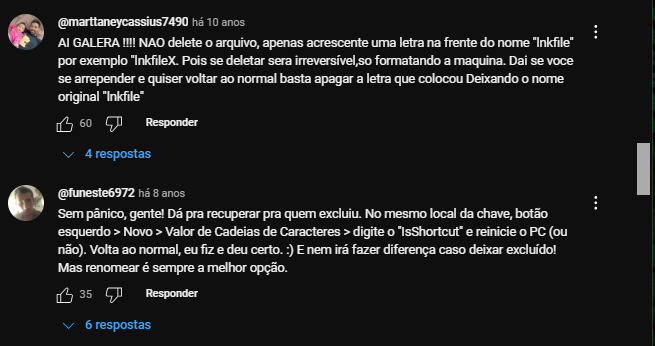 @marttaneycassius7490 há 10 anos
AI GALERA !!!! NAO delete o arquivo, apenas acrescente uma letra na frente do nome "lnkfile"
por exemplo "lnkfileX. Pois se deletar sera irreversível,so formatando a maquina. Dai se voce
se arrepender e quiser voltar ao normal basta apagar a letra que colocou Deixando o nome
original "lnkfile"
60 Responder
4 respostas
@funeste6972 há 8 anos
Sem pânico, gente! Dá pra recuperar pra quem excluiu. No mesmo local da chave, botão
esquerdo > Novo > Valor de Cadeias de Caracteres > digite o "IsShortcut" e reinicie o PC (ou
não). Volta ao normal, eu fiz e deu certo. :) E nem irá fazer diferença caso deixar excluído!
Mas renomear é sempre a melhor opção.
35 Responder
6 respostas